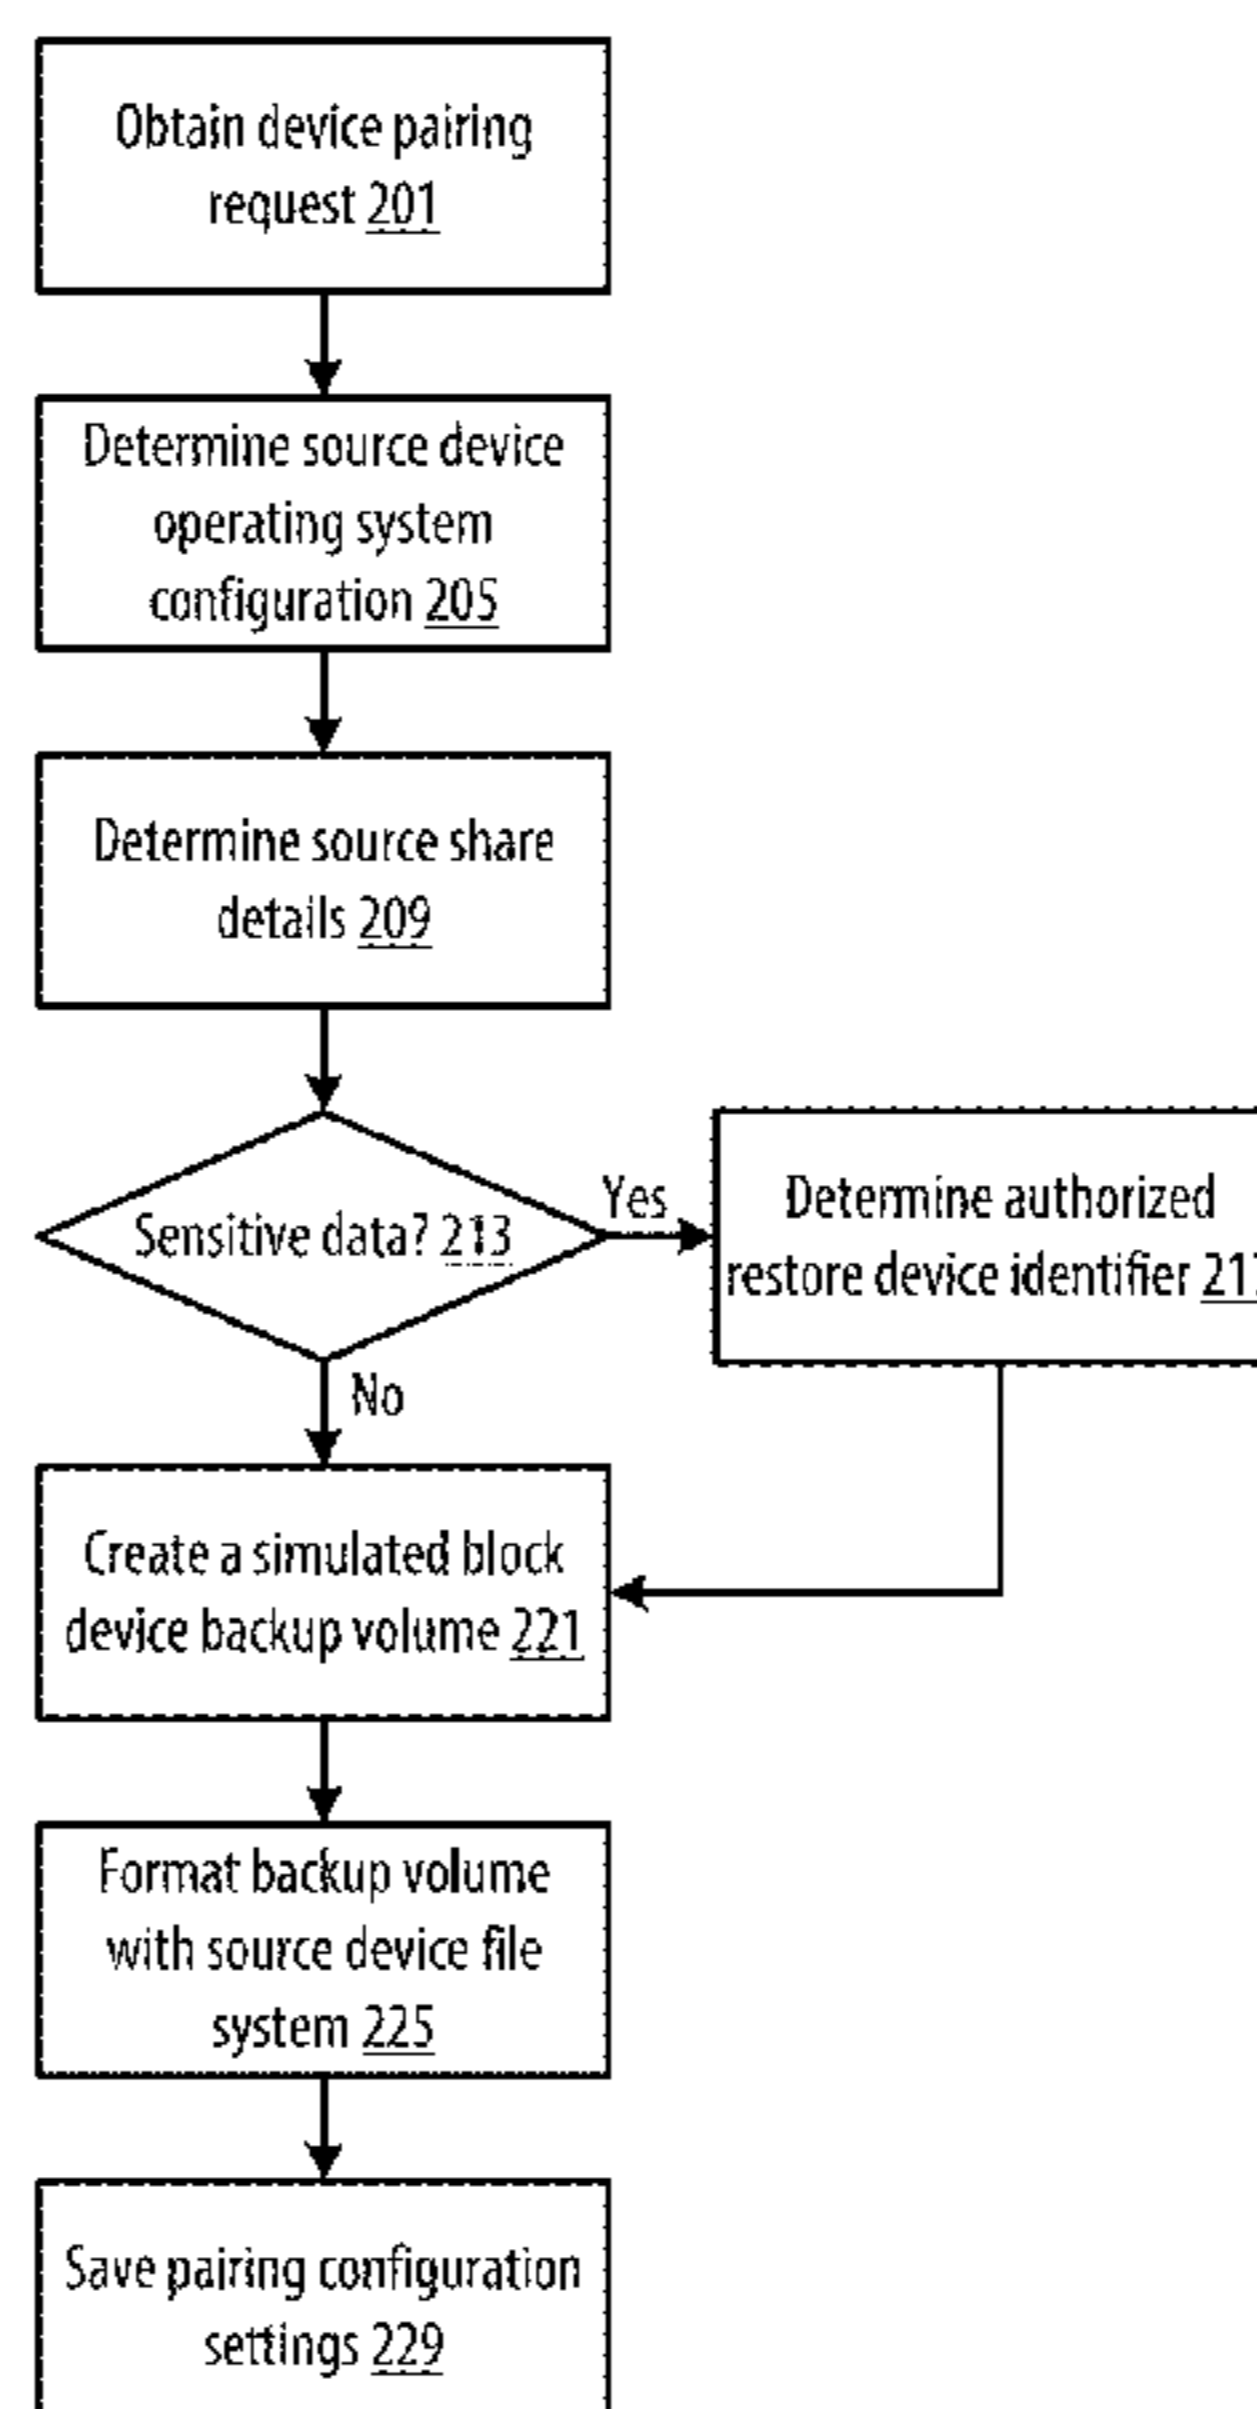 Obtain device pairing
request 201
Determine source device
operating system
configuration 205
Determine source share
details 209
Sensitive data? 213
Yes
Determine authorized
restore device identifier 217
No
Create a simulated block
device backup volume 221
Format backup volume
with source device file
system 225
Save pairing configuration
settings 229